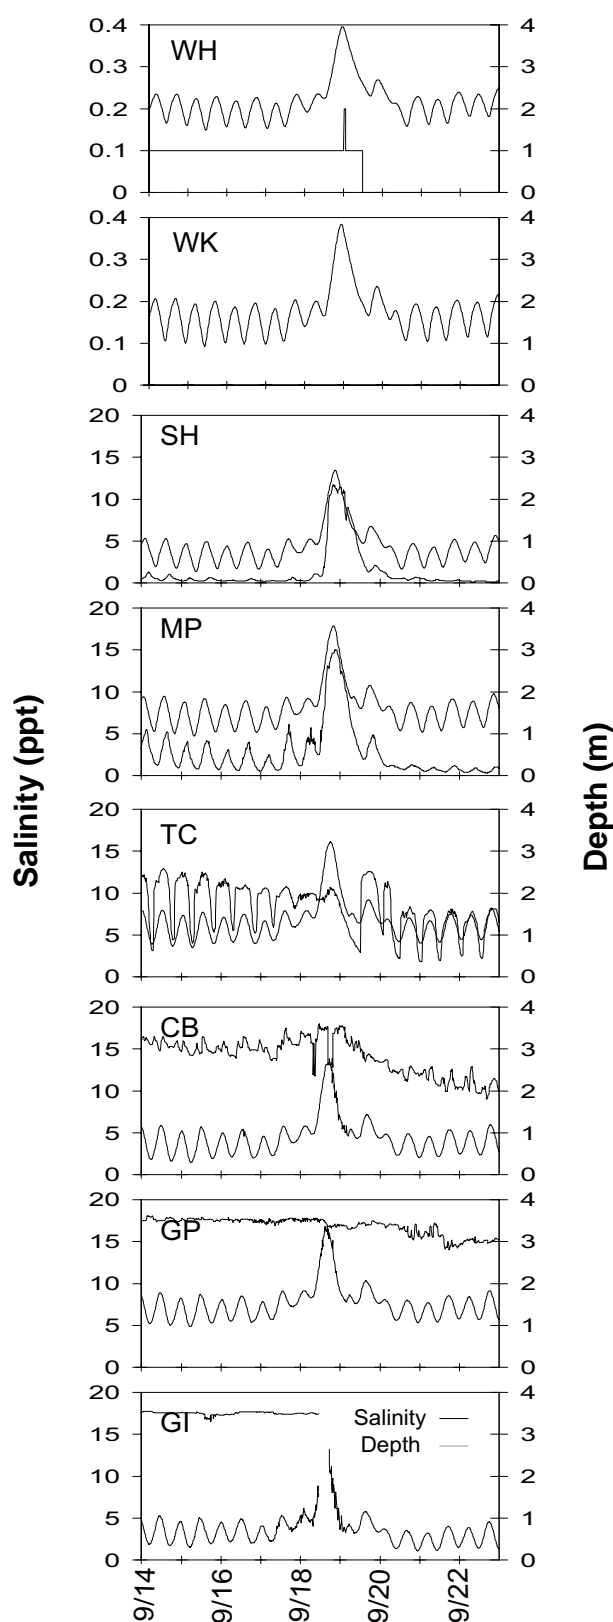 0.4 WH 4
0.3 3
0.2 2
0.1 1
0 0
0.4 WK 4
0.3 3
0.2 2
0.1 1
0 0
20 SH 4
15 3
10 2
5 1
0 0
20 MP 4
15 3
10 2
5 1
0 0
Salinity (ppt)
Depth (m)
20 TC 4
15 3
10 2
5 1
0 0
20 CB 4
15 3
10 2
5 1
0 0
20 GP 4
15 3
10 2
5 1
0 0
20 GI 4
Salinity
Depth
15 3
10 2
5 1
0 0
9/14 9/16 9/18 9/20 9/22